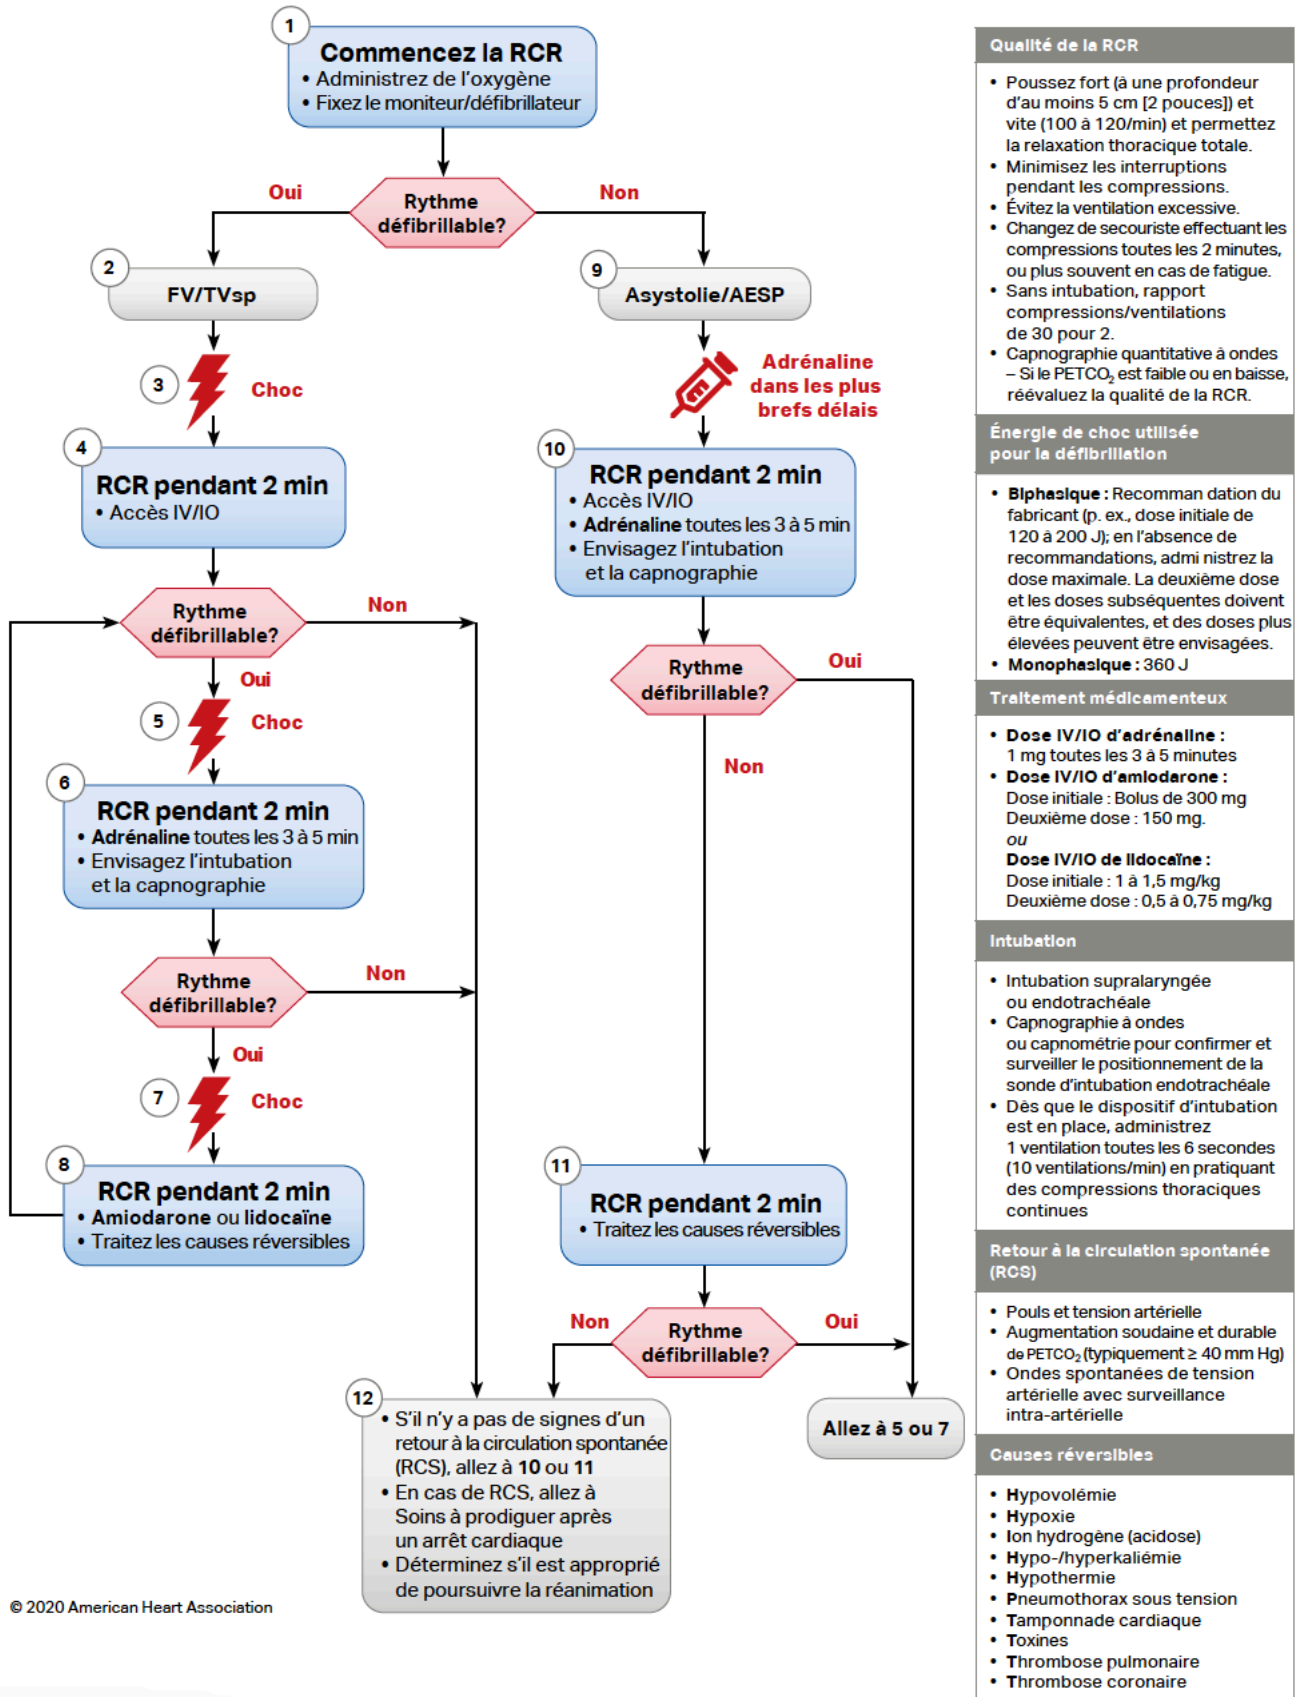 1
Commencez la RCR
• Administrez de l'oxygène
• Fixez le moniteur/défibrillateur
Rythme
défibrillable?
Oui
Non
2
FV/TVsp
3
Choc
4
RCR pendant 2 min
• Accès IV/IO
Rythme
défibrillable?
Non
Oui
5
Choc
6
RCR pendant 2 min
• Adrénaline toutes les 3 à 5 min
• Envisagez l'intubation
et la capnographie
Rythme
défibrillable?
Non
Oui
7
Choc
8
RCR pendant 2 min
• Amiodarone ou lidocaïne
• Traitez les causes réversibles
9
Asystolie/AESP
Adrénaline
dans les plus
brefs délais
10
RCR pendant 2 min
• Accès IV/IO
• Adrénaline toutes les 3 à 5 min
• Envisagez l'intubation
et la capnographie
Rythme
défibrillable?
Oui
Non
11
RCR pendant 2 min
• Traitez les causes réversibles
Non
Rythme
défibrillable?
Oui
12
• S'il n'y a pas de signes d'un
retour à la circulation spontanée
(RCS), allez à 10 ou 11
• En cas de RCS, allez à
Soins à prodiguer après
un arrêt cardiaque
• Déterminez s'il est approprié
de poursuivre la réanimation
Allez à 5 ou 7
© 2020 American Heart Association
Qualité de la RCR
• Poussez fort (à une profondeur
d'au moins 5 cm [2 pouces]) et
vite (100 à 120/min) et permettez
la relaxation thoracique totale.
• Minimisez les interruptions
pendant les compressions.
• Évitez la ventilation excessive.
• Changez de secouriste effectuant les
compressions toutes les 2 minutes,
ou plus souvent en cas de fatigue.
• Sans intubation, rapport
compressions/ventilations
de 30 pour 2.
• Capnographie quantitative à ondes
– Si le PETCO₂ est faible ou en baisse,
réévaluez la qualité de la RCR.
Énergie de choc utilisée
pour la défibrillation
• Biphasique : Recomman dation du
fabricant (p. ex., dose initiale de
120 à 200 J); en l'absence de
recommandations, admi nistrez la
dose maximale. La deuxième dose
et les doses subséquentes doivent
être équivalentes, et des doses plus
élevées peuvent être envisagées.
• Monophasique : 360 J
Traitement médicamenteux
• Dose IV/IO d'adrénaline :
1 mg toutes les 3 à 5 minutes
• Dose IV/IO d'amiodarone :
Dose initiale : Bolus de 300 mg
Deuxième dose : 150 mg.
ou
Dose IV/IO de lidocaïne :
Dose initiale : 1 à 1,5 mg/kg
Deuxième dose : 0,5 à 0,75 mg/kg
Intubation
• Intubation supralaryngée
ou endotrachéale
• Capnographie à ondes
ou capnométrie pour confirmer et
surveiller le positionnement de la
sonde d'intubation endotrachéale
• Dès que le dispositif d'intubation
est en place, administrez
1 ventilation toutes les 6 secondes
(10 ventilations/min) en pratiquant
des compressions thoraciques
continues
Retour à la circulation spontanée
(RCS)
• Pouls et tension artérielle
• Augmentation soudaine et durable
de PETCO₂ (typiquement ≥ 40 mm Hg)
• Ondes spontanées de tension
artérielle avec surveillance
intra-artérielle
Causes réversibles
• Hypovolémie
• Hypoxie
• Ion hydrogène (acidose)
• Hypo-/hyperkaliémie
• Hypothermie
• Pneumothorax sous tension
• Tamponnade cardiaque
• Toxines
• Thrombose pulmonaire
• Thrombose coronaire